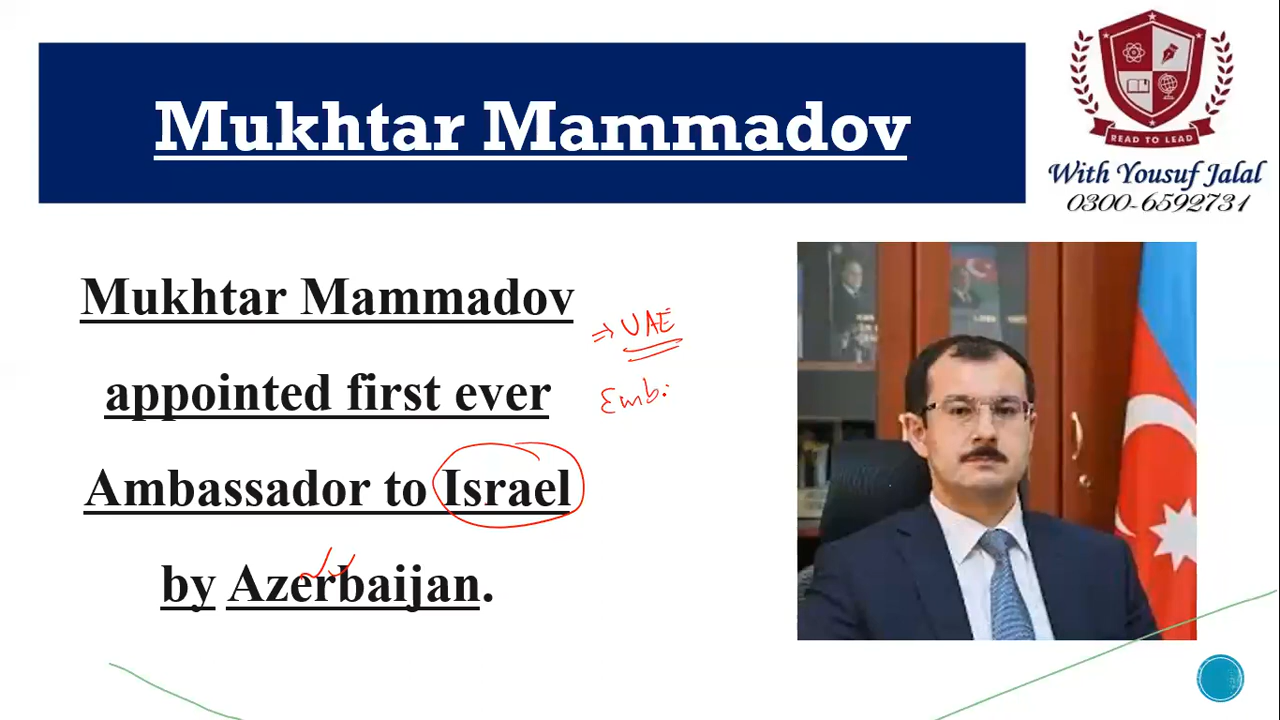 Mukhtar Mammadov
READ TO LEAD
With Yousuf Jalal
0300-6592731
Mukhtar Mammadov
appointed first ever
Ambassador to Israel
by Azerbaijan.
⇒ UAE
Emb.